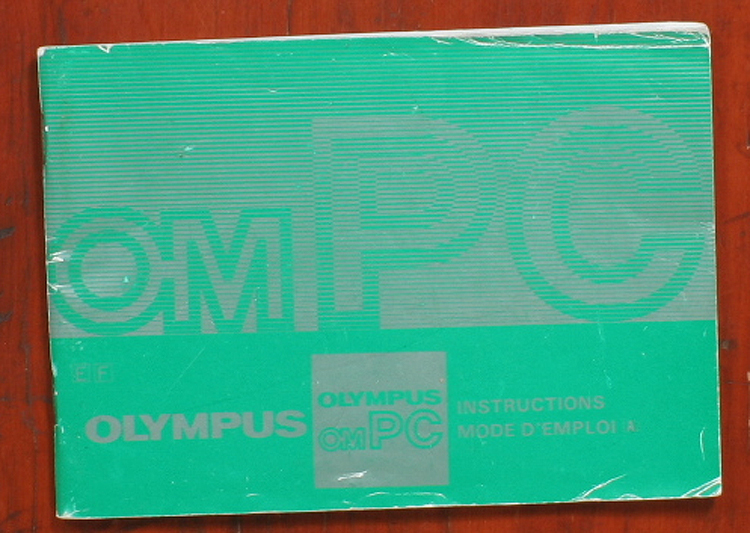 OM PC
E F
OLYMPUS
OLYMPUS
OM PC
INSTRUCTIONS
MODE D'EMPLOI (A)